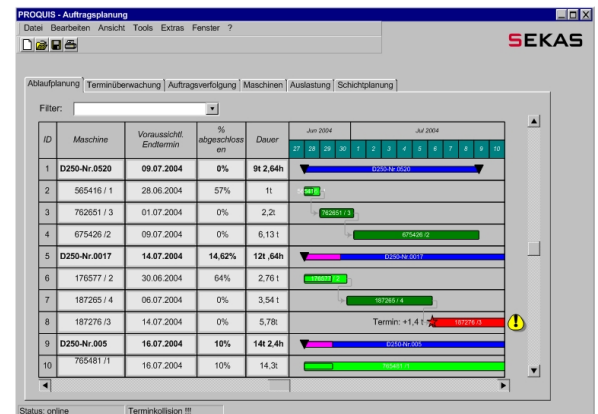 PROQUIS - Auftragsplanung
Datei Bearbeiten Ansicht Tools Extras Fenster ?
SEKAS
Ablaufplanung Terminüberwachung Auftragsverfolgung Maschinen Auslastung Schichtplanung
Filter:
ID Maschine Voraussichtl. Endtermin % abgeschlossen Dauer Jun 2004 Jul 2004
27 28 29 30 1 2 3 4 5 6 7 8 9 10
1 D250-Nr.0520 09.07.2004 0% 9t 2,64h D250-Nr.0520
2 565416 / 1 28.06.2004 57% 1t
3 762651 / 3 01.07.2004 0% 2,2t 762651 / 3
4 675426 /2 09.07.2004 0% 6,13 t 675426 /2
5 D250-Nr.0017 14.07.2004 14,62% 12t ,64h D250-Nr.0017
6 176577 / 2 30.06.2004 64% 2,76 t 176577 / 2
7 187265 / 4 06.07.2004 0% 3,54 t 187265 / 4
8 187276 /3 14.07.2004 0% 5,78t Termin: +1,4 t 187276 /3
9 D250-Nr.005 16.07.2004 10% 14t 2,4h D250-Nr.005
10 765481 /1 16.07.2004 10% 14,3t 765481 /1
Status: online Terminkollision !!!